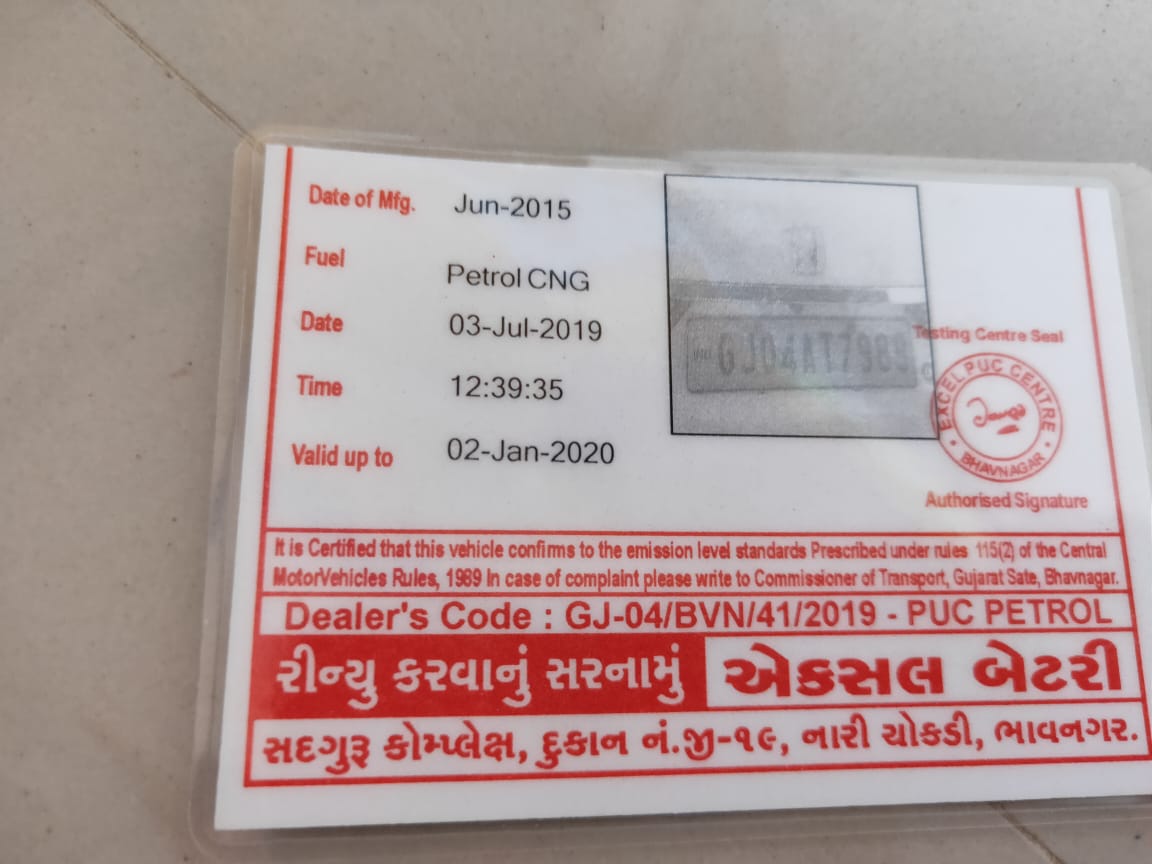 Date of Mfg. Jun-2015
Fuel Petrol CNG
Date 03-Jul-2019
Time 12:39:35
Valid up to 02-Jan-2020
IND GJ04AT7989
Testing Centre Seal
EXCEL PUC CENTRE
BHAVNAGAR
Authorised Signature
It is Certified that this vehicle confirms to the emission level standards Prescribed under rules 115(2) of the Central
MotorVehicles Rules, 1989 In case of complaint please write to Commissioner of Transport, Gujarat Sate, Bhavnagar.
Dealer's Code : GJ-04/BVN/41/2019 - PUC PETROL
રીન્યુ કરવાનું સરનામું એકસલ બેટરી
સદગુરૂ કોમ્પ્લેક્ષ, દુકાન નં.જી-૧૯, નારી ચોકડી, ભાવનગર.